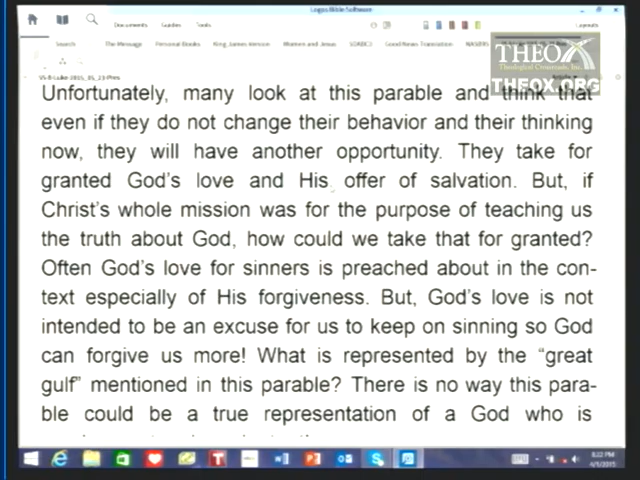 Logos Bible Software
Documents Guides Tools
Layouts
Search The Message Personal Books King James Version Women and Jesus Good News Translation
THEOX
THEOX.ORG
Unfortunately, many look at this parable and think that
even if they do not change their behavior and their thinking
now, they will have another opportunity. They take for
granted God's love and His offer of salvation. But, if
Christ's whole mission was for the purpose of teaching us
the truth about God, how could we take that for granted?
Often God's love for sinners is preached about in the con-
text especially of His forgiveness. But, God's love is not
intended to be an excuse for us to keep on sinning so God
can forgive us more! What is represented by the “great
gulf” mentioned in this parable? There is no way this para-
ble could be a true representation of a God who is